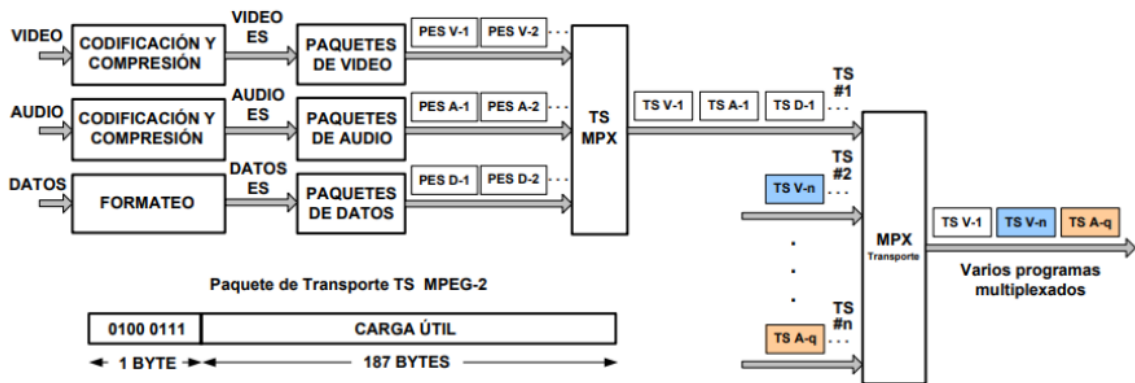 VIDEO
CODIFICACIÓN Y
COMPRESIÓN
VIDEO
ES
PAQUETES
DE VIDEO
PES V-1
PES V-2
....
AUDIO
CODIFICACIÓN Y
COMPRESIÓN
AUDIO
ES
PAQUETES
DE AUDIO
PES A-1
PES A-2
....
DATOS
FORMATEO
DATOS
ES
PAQUETES
DE DATOS
PES D-1
PES D-2
....
TS
MPX
TS V-1
TS A-1
TS D-1
TS
#1
....
TS
#2
TS V-n
....
TS
#n
TS A-q
....
MPX
Transporte
TS V-1
TS V-n
TS A-q
Varios programas
multiplexados
Paquete de Transporte TS MPEG-2
0100 0111
CARGA ÚTIL
1 BYTE
187 BYTES